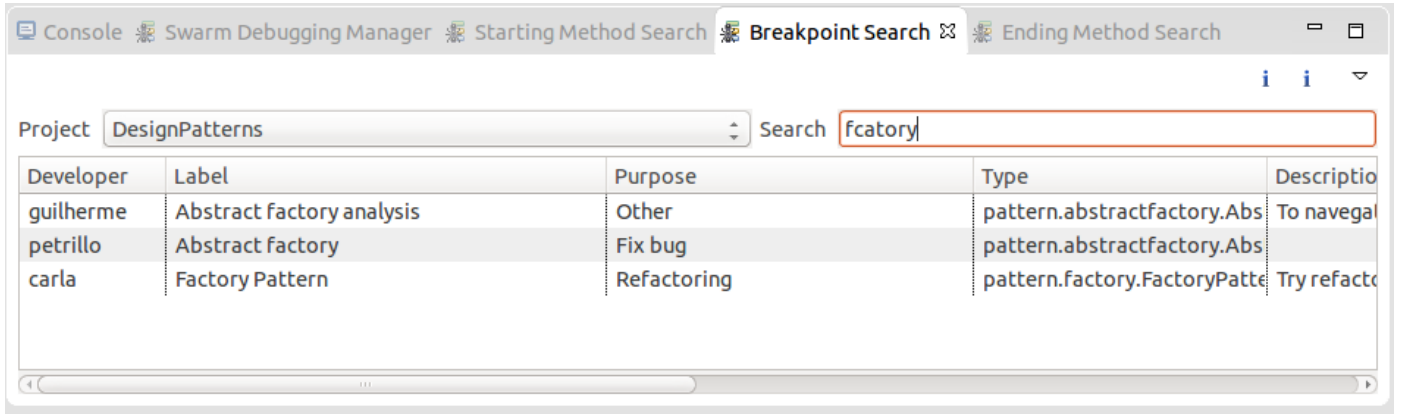 Console Swarm Debugging Manager Starting Method Search Breakpoint Search Ending Method Search
i i
Project DesignPatterns Search fcatory
Developer Label Purpose Type Descriptio
guilherme Abstract factory analysis Other pattern.abstractfactory.Abs To navegat
petrillo Abstract factory Fix bug pattern.abstractfactory.Abs
carla Factory Pattern Refactoring pattern.factory.FactoryPatte Try refacto